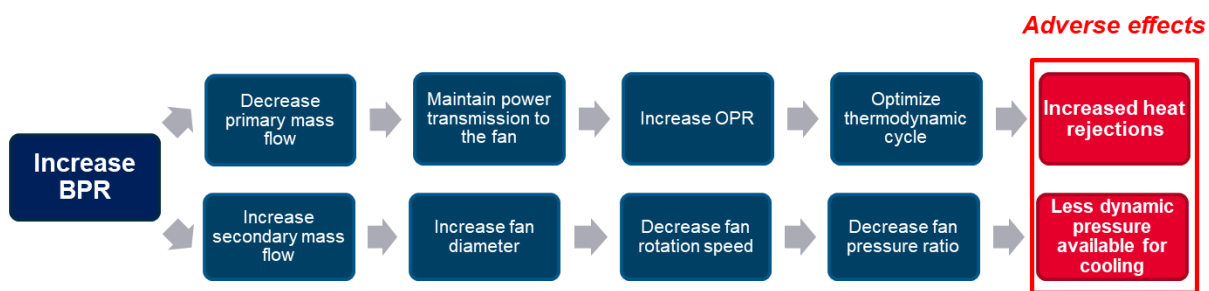 Adverse effects
Increase
BPR
Decrease
primary mass
flow
Maintain power
transmission to
the fan
Increase OPR
Optimize
thermodynamic
cycle
Increased heat
rejections
Increase
secondary mass
flow
Increase fan
diameter
Decrease fan
rotation speed
Decrease fan
pressure ratio
Less dynamic
pressure
available for
cooling